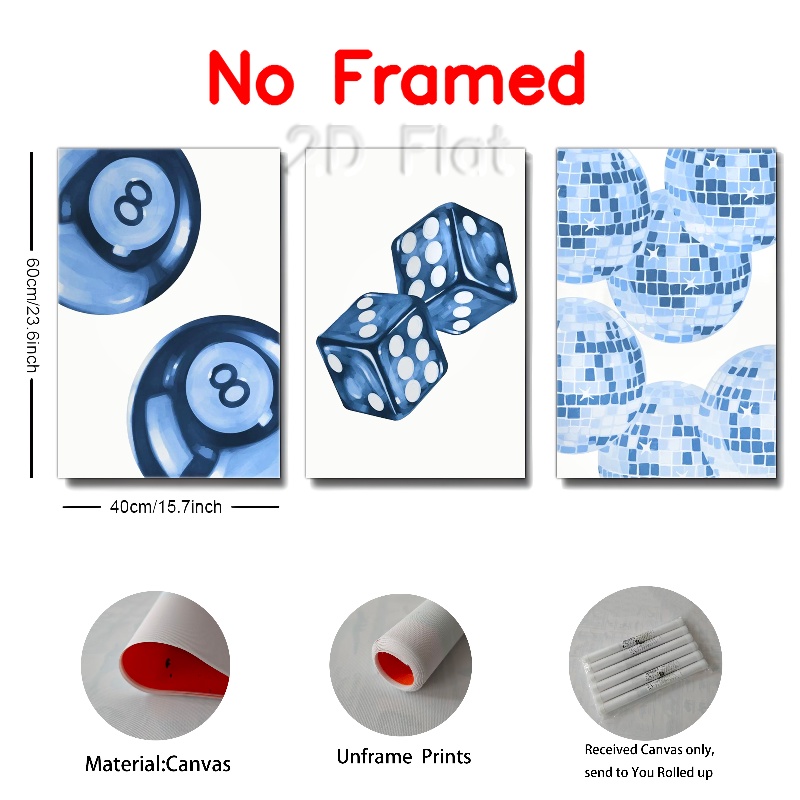 No Framed
2D Flat
8
8
60cm/23.6inch
40cm/15.7inch
Material:Canvas
Unframe Prints
Received Canvas only,
send to You Rolled up